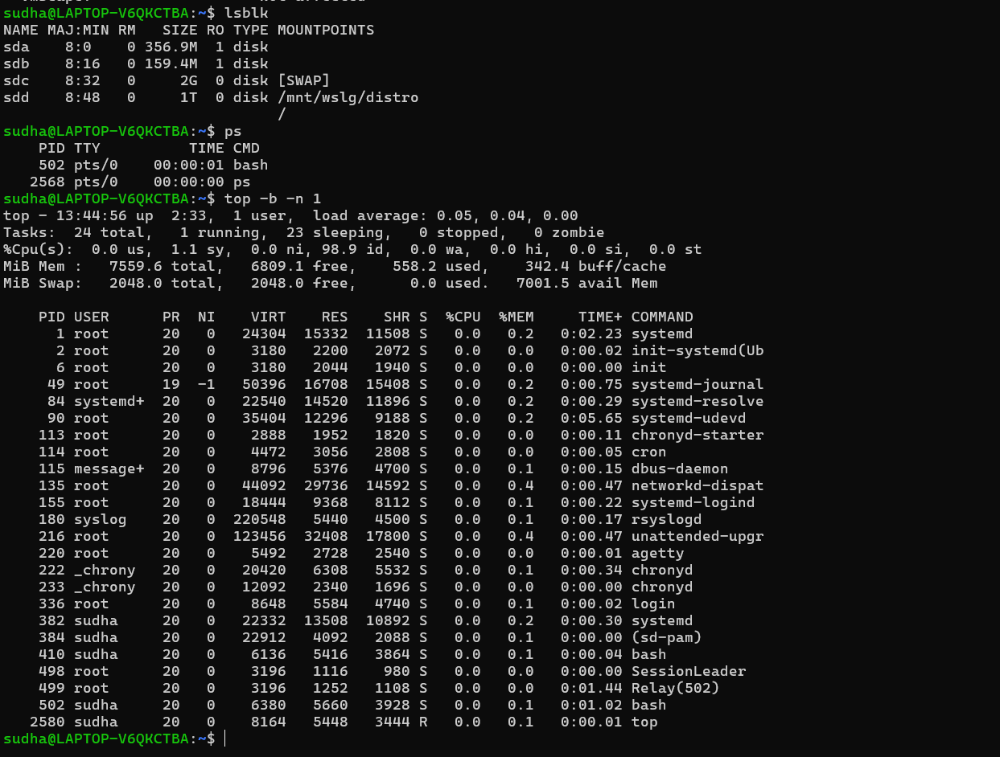 sudha@LAPTOP-V6QKCTBA:~$ lsblk
NAME MAJ:MIN RM   SIZE RO TYPE MOUNTPOINTS
sda    8:0    0 356.9M  1 disk
sdb    8:16   0 159.4M  1 disk
sdc    8:32   0     2G  0 disk [SWAP]
sdd    8:48   0     1T  0 disk /mnt/wslg/distro
                               /
sudha@LAPTOP-V6QKCTBA:~$ ps
    PID TTY          TIME CMD
    502 pts/0    00:00:01 bash
   2568 pts/0    00:00:00 ps
sudha@LAPTOP-V6QKCTBA:~$ top -b -n 1
top - 13:44:56 up  2:33,  1 user,  load average: 0.05, 0.04, 0.00
Tasks:  24 total,   1 running,  23 sleeping,   0 stopped,   0 zombie
%Cpu(s):  0.0 us,  1.1 sy,  0.0 ni, 98.9 id,  0.0 wa,  0.0 hi,  0.0 si,  0.0 st
MiB Mem :   7559.6 total,   6809.1 free,    558.2 used,    342.4 buff/cache
MiB Swap:   2048.0 total,   2048.0 free,      0.0 used.   7001.5 avail Mem
    PID USER      PR  NI    VIRT    RES    SHR S  %CPU  %MEM     TIME+ COMMAND
      1 root      20   0   24304  15332  11508 S   0.0   0.2   0:02.23 systemd
      2 root      20   0    3180   2200   2072 S   0.0   0.0   0:00.02 init-systemd(Ub
      6 root      20   0    3180   2044   1940 S   0.0   0.0   0:00.00 init
     49 root      19  -1   50396  16708  15408 S   0.0   0.2   0:00.75 systemd-journal
     84 systemd+  20   0   22540  14520  11896 S   0.0   0.2   0:00.29 systemd-resolve
     90 root      20   0   35404  12296   9188 S   0.0   0.2   0:05.65 systemd-udevd
    113 root      20   0    2888   1952   1820 S   0.0   0.0   0:00.11 chronyd-starter
    114 root      20   0    4472   3056   2808 S   0.0   0.0   0:00.05 cron
    115 message+  20   0    8796   5376   4700 S   0.0   0.1   0:00.15 dbus-daemon
    135 root      20   0   44092  29736  14592 S   0.0   0.4   0:00.47 networkd-dispat
    155 root      20   0   18444   9368   8112 S   0.0   0.1   0:00.22 systemd-logind
    180 syslog    20   0  220548   5440   4500 S   0.0   0.1   0:00.17 rsyslogd
    216 root      20   0  123456  32408  17800 S   0.0   0.4   0:00.47 unattended-upgr
    220 root      20   0    5492   2728   2540 S   0.0   0.0   0:00.01 agetty
    222 _chrony   20   0   20420   6308   5532 S   0.0   0.1   0:00.34 chronyd
    233 _chrony   20   0   12092   2340   1696 S   0.0   0.0   0:00.00 chronyd
    336 root      20   0    8648   5584   4740 S   0.0   0.1   0:00.02 login
    382 sudha     20   0   22332  13508  10892 S   0.0   0.2   0:00.30 systemd
    384 sudha     20   0   22912   4092   2088 S   0.0   0.1   0:00.00 (sd-pam)
    410 sudha     20   0    6136   5416   3864 S   0.0   0.1   0:00.04 bash
    498 root      20   0    3196   1116    980 S   0.0   0.0   0:00.00 SessionLeader
    499 root      20   0    3196   1252   1108 S   0.0   0.0   0:01.44 Relay(502)
    502 sudha     20   0    6380   5660   3928 S   0.0   0.1   0:01.02 bash
   2580 sudha     20   0    8164   5448   3444 R   0.0   0.1   0:00.01 top
sudha@LAPTOP-V6QKCTBA:~$